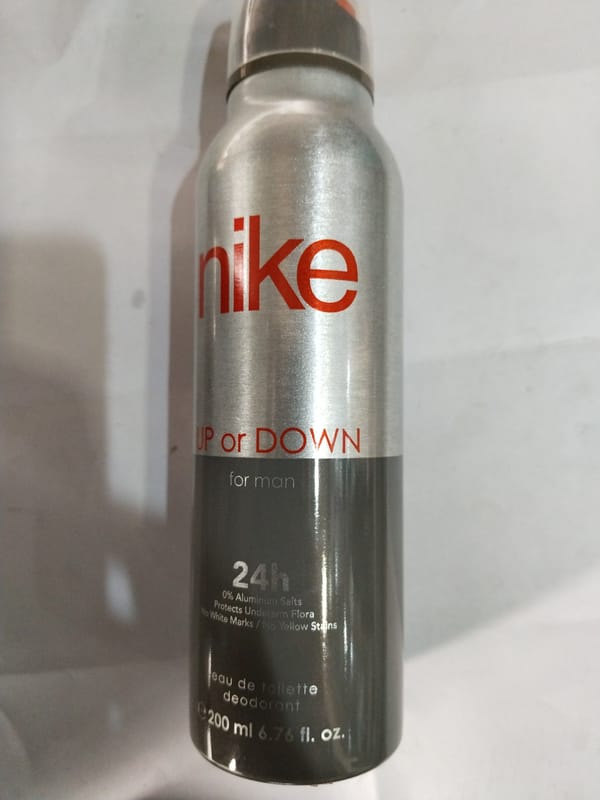 nike
UP or DOWN
for man
24h
0% Aluminium Salts
Protects Underarm Flora
No White Marks / No Yellow Stains
eau de toilette
deodorant
e 200 ml 6.76 fl. oz.